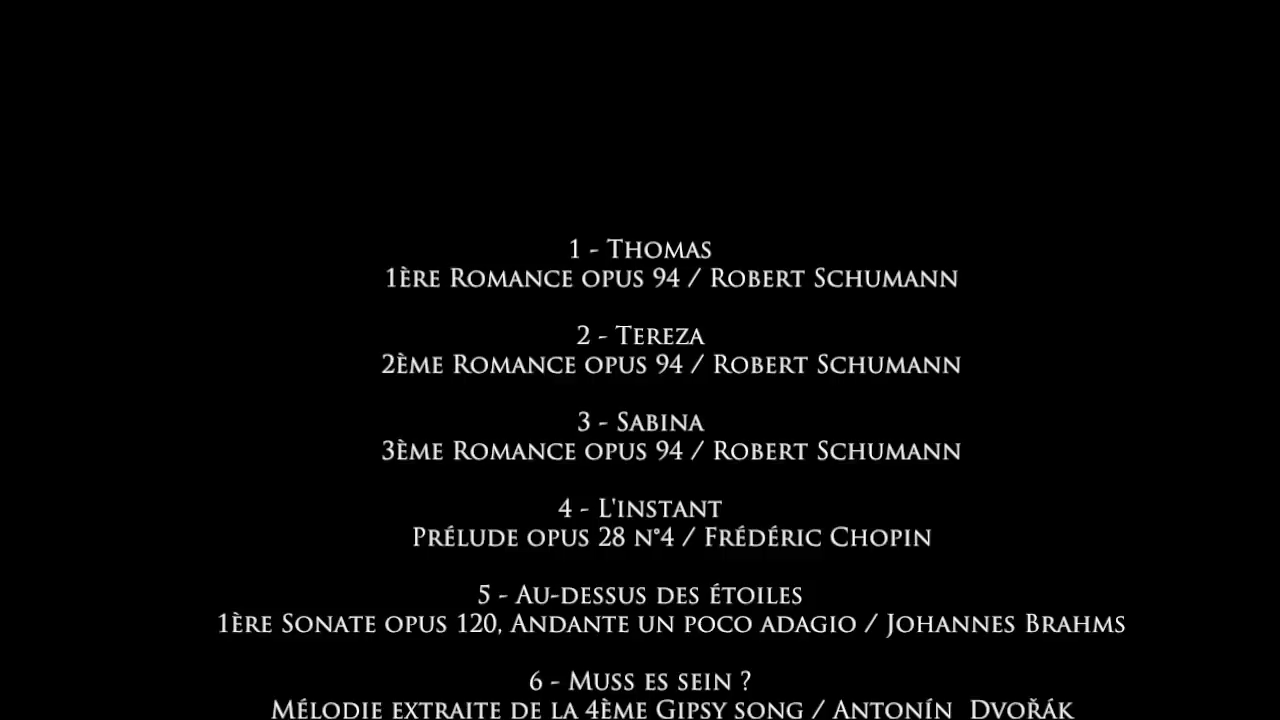 1 - Thomas
1ère Romance opus 94 / Robert Schumann
2 - Tereza
2ème Romance opus 94 / Robert Schumann
3 - Sabina
3ème Romance opus 94 / Robert Schumann
4 - L'instant
Prélude opus 28 n°4 / Frédéric Chopin
5 - Au-dessus des étoiles
1ère Sonate opus 120, Andante un poco adagio / Johannes Brahms
6 - Muss es sein ?
Mélodie extraite de la 4ème Gipsy song / Antonín Dvořák